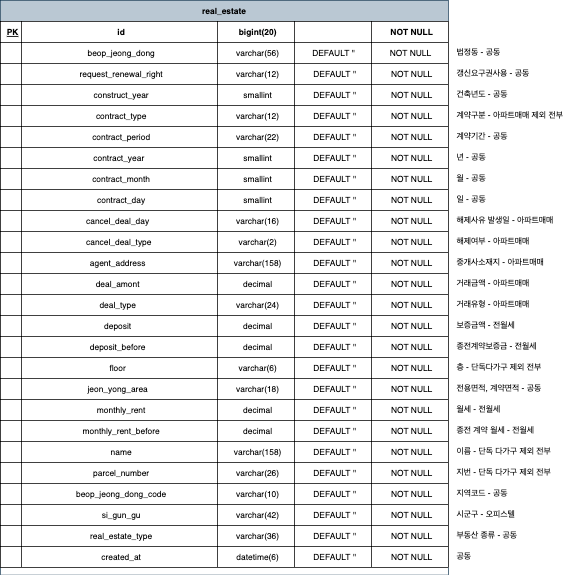 real_estate
PK id bigint(20) NOT NULL
beop_jeong_dong varchar(56) DEFAULT '' NOT NULL 법정동 - 공동
request_renewal_right varchar(12) DEFAULT '' NOT NULL 갱신요구권사용 - 공동
construct_year smallint DEFAULT '' NOT NULL 건축년도 - 공동
contract_type varchar(12) DEFAULT '' NOT NULL 계약구분 - 아파트매매 제외 전부
contract_period varchar(22) DEFAULT '' NOT NULL 계약기간 - 공동
contract_year smallint DEFAULT '' NOT NULL 년 - 공동
contract_month smallint DEFAULT '' NOT NULL 월 - 공동
contract_day smallint DEFAULT '' NOT NULL 일 - 공동
cancel_deal_day varchar(16) DEFAULT '' NOT NULL 해제사유 발생일 - 아파트매매
cancel_deal_type varchar(2) DEFAULT '' NOT NULL 해제여부 - 아파트매매
agent_address varchar(158) DEFAULT '' NOT NULL 중개사소재지 - 아파트매매
deal_amont decimal DEFAULT '' NOT NULL 거래금액 - 아파트매매
deal_type varchar(24) DEFAULT '' NOT NULL 거래유형 - 아파트매매
deposit decimal DEFAULT '' NOT NULL 보증금액 - 전월세
deposit_before decimal DEFAULT '' NOT NULL 종전계약보증금 - 전월세
floor varchar(6) DEFAULT '' NOT NULL 층 - 단독다가구 제외 전부
jeon_yong_area varchar(18) DEFAULT '' NOT NULL 전용면적, 계약면적 - 공동
monthly_rent decimal DEFAULT '' NOT NULL 월세 - 전월세
monthly_rent_before decimal DEFAULT '' NOT NULL 종전 계약 월세 - 전월세
name varchar(158) DEFAULT '' NOT NULL 이름 - 단독 다가구 제외 전부
parcel_number varchar(26) DEFAULT '' NOT NULL 지번 - 단독 다가구 제외 전부
beop_jeong_dong_code varchar(10) DEFAULT '' NOT NULL 지역코드 - 공동
si_gun_gu varchar(42) DEFAULT '' NOT NULL 시군구 - 오피스텔
real_estate_type varchar(36) DEFAULT '' NOT NULL 부동산 종류 - 공동
created_at datetime(6) DEFAULT '' NOT NULL 공동